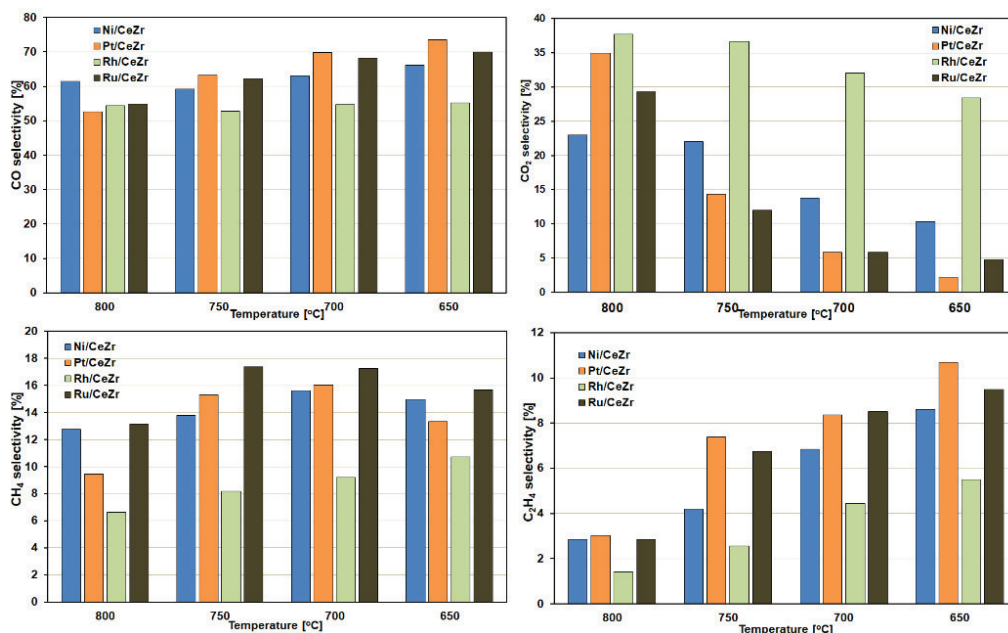 CO selectivity [%]
80
70
60
50
40
30
20
10
0
Ni/CeZr
Pt/CeZr
Rh/CeZr
Ru/CeZr
800 750 700 650
Temperature [°C]
CO₂ selectivity [%]
40
35
30
25
20
15
10
5
0
Ni/CeZr
Pt/CeZr
Rh/CeZr
Ru/CeZr
800 750 700 650
Temperature [°C]
CH₄ selectivity [%]
20
18
16
14
12
10
8
6
4
2
0
Ni/CeZr
Pt/CeZr
Rh/CeZr
Ru/CeZr
800 750 700 650
Temperature [°C]
C₂H₄ selectivity [%]
12
10
8
6
4
2
0
Ni/CeZr
Pt/CeZr
Rh/CeZr
Ru/CeZr
800 750 700 650
Temperature [°C]